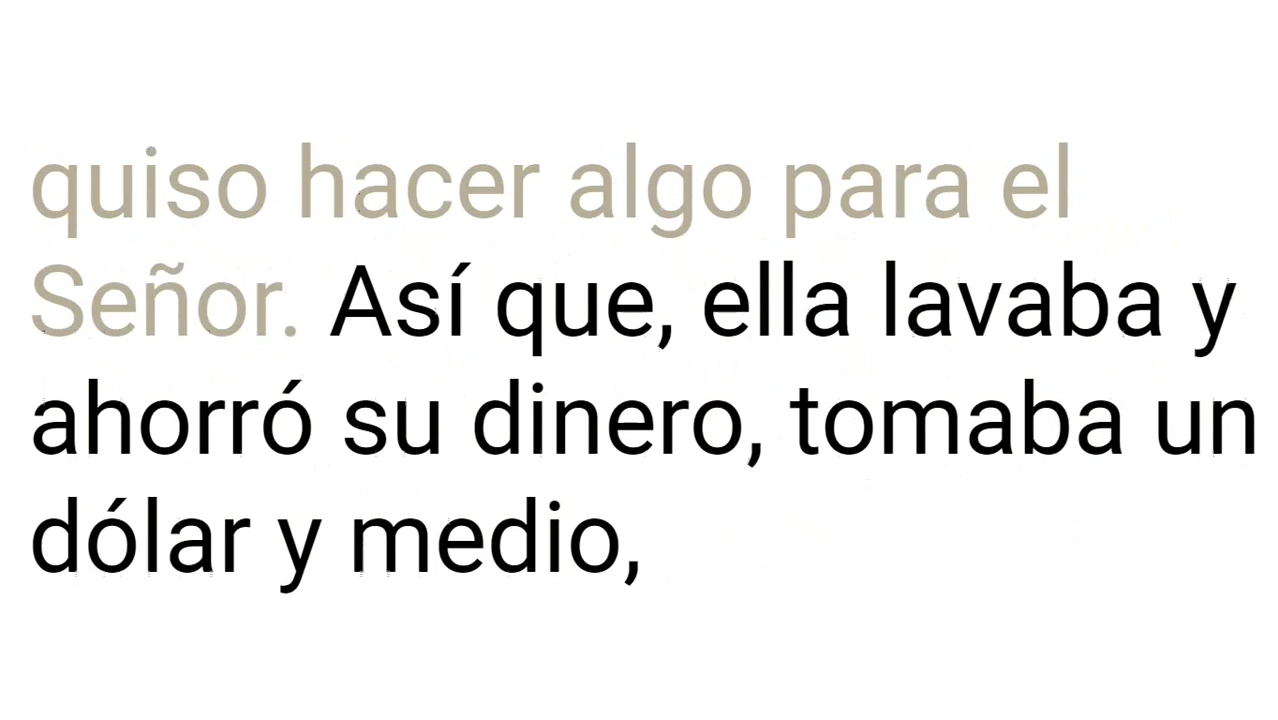 quiso hacer algo para el
Señor. Así que, ella lavaba y
ahorró su dinero, tomaba un
dólar y medio,